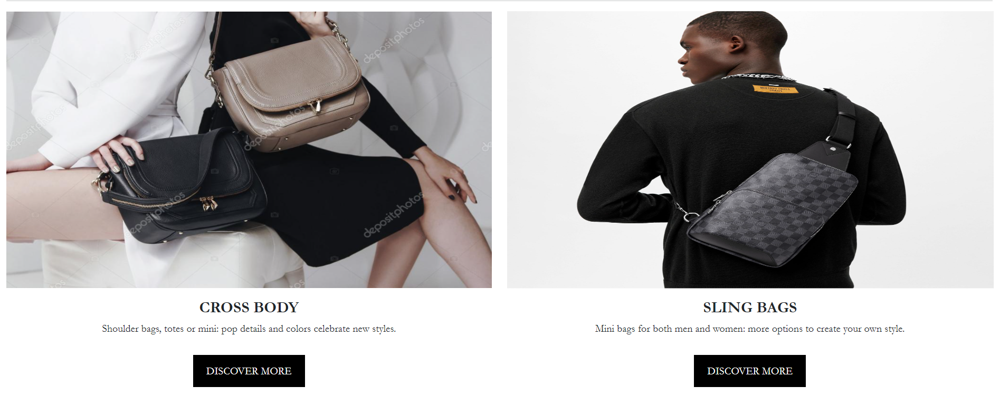 depositphotos
depositphotos
depositphotos
depositphotos
depositphotos
depositphotos
CROSS BODY
Shoulder bags, totes or mini: pop details and colors celebrate new styles.
DISCOVER MORE
SLING BAGS
Mini bags for both men and women: more options to create your own style.
DISCOVER MORE